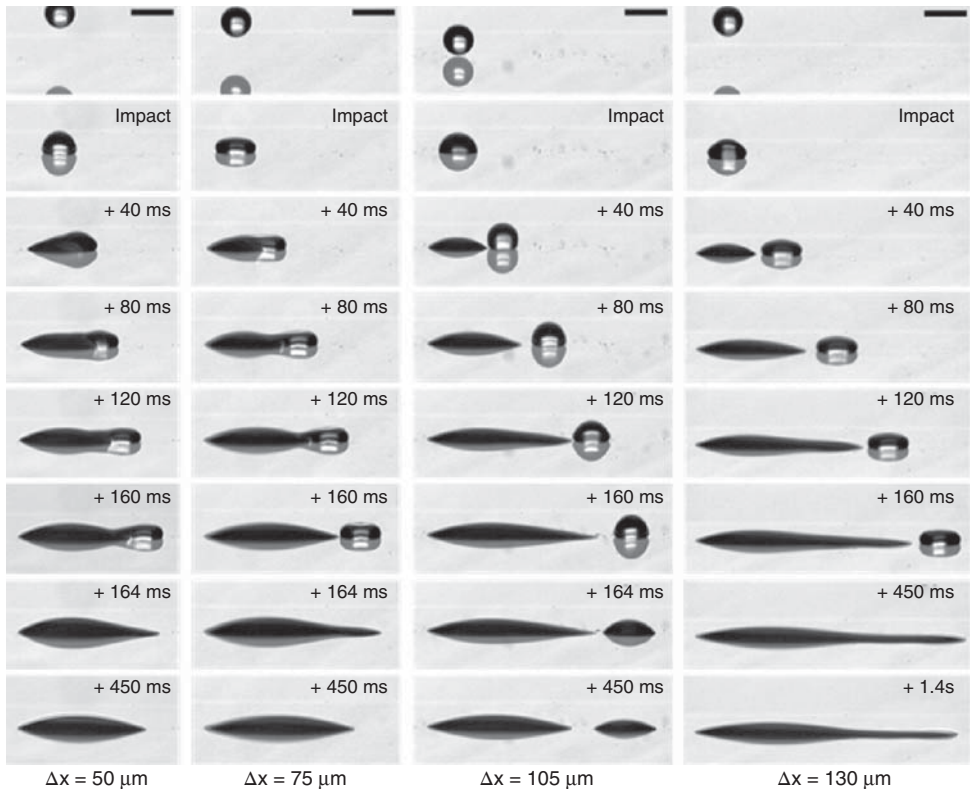 Impact
Impact
Impact
Impact
+ 40 ms
+ 40 ms
+ 40 ms
+ 40 ms
+ 80 ms
+ 80 ms
+ 80 ms
+ 80 ms
+ 120 ms
+ 120 ms
+ 120 ms
+ 120 ms
+ 160 ms
+ 160 ms
+ 160 ms
+ 160 ms
+ 164 ms
+ 164 ms
+ 164 ms
+ 450 ms
+ 450 ms
+ 450 ms
+ 450 ms
+ 1.4s
Δx = 50 μm
Δx = 75 μm
Δx = 105 μm
Δx = 130 μm